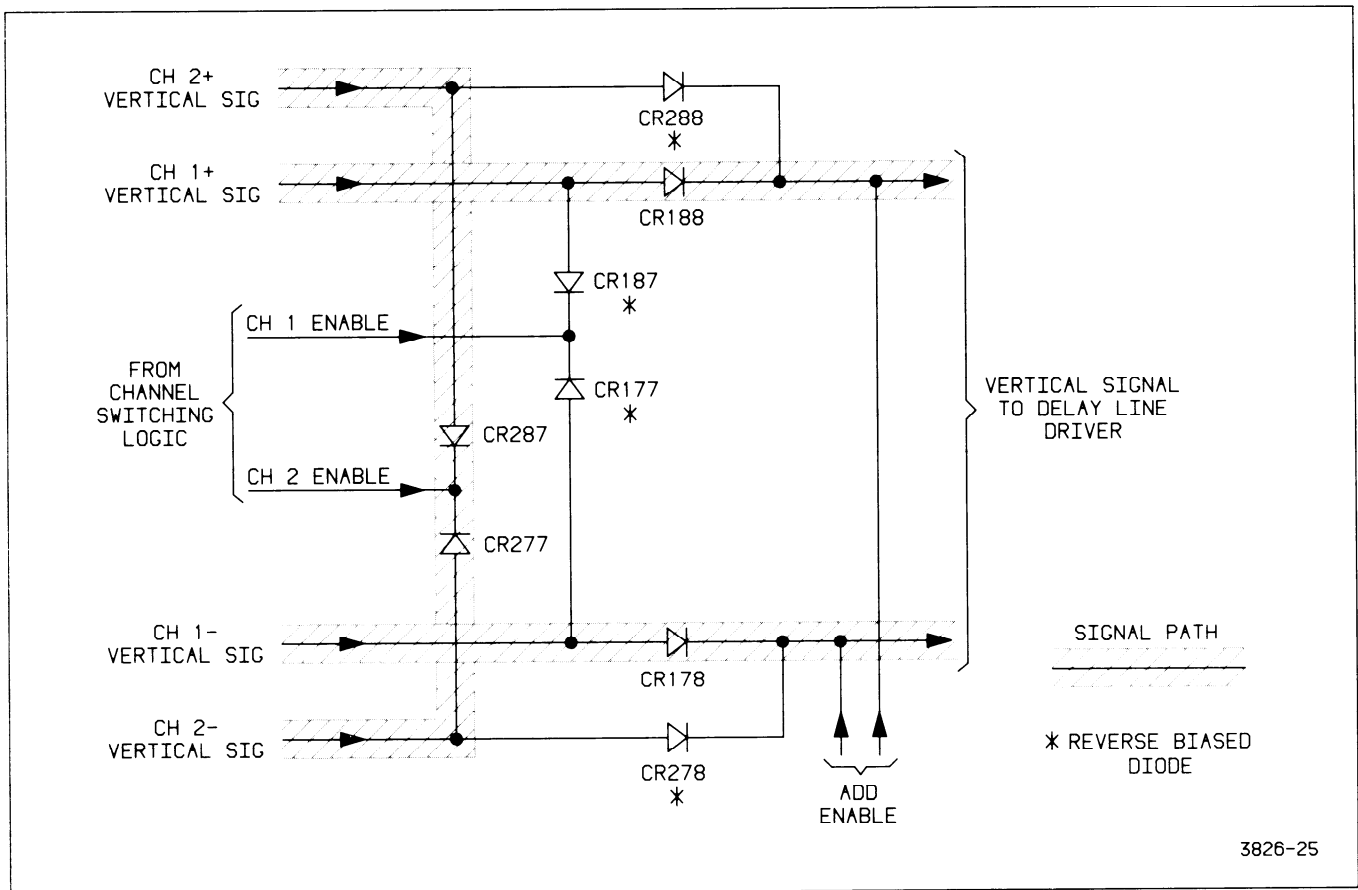 CH 2+
VERTICAL SIG
CR288
*
CH 1+
VERTICAL SIG
CR188
CR187
*
CH 1 ENABLE
FROM
CHANNEL
SWITCHING
LOGIC
CR177
*
VERTICAL SIGNAL
TO DELAY LINE
DRIVER
CR287
CH 2 ENABLE
CR277
CH 1-
VERTICAL SIG
CR178
SIGNAL PATH
CH 2-
VERTICAL SIG
CR278
*
ADD
ENABLE
* REVERSE BIASED
DIODE
3826-25